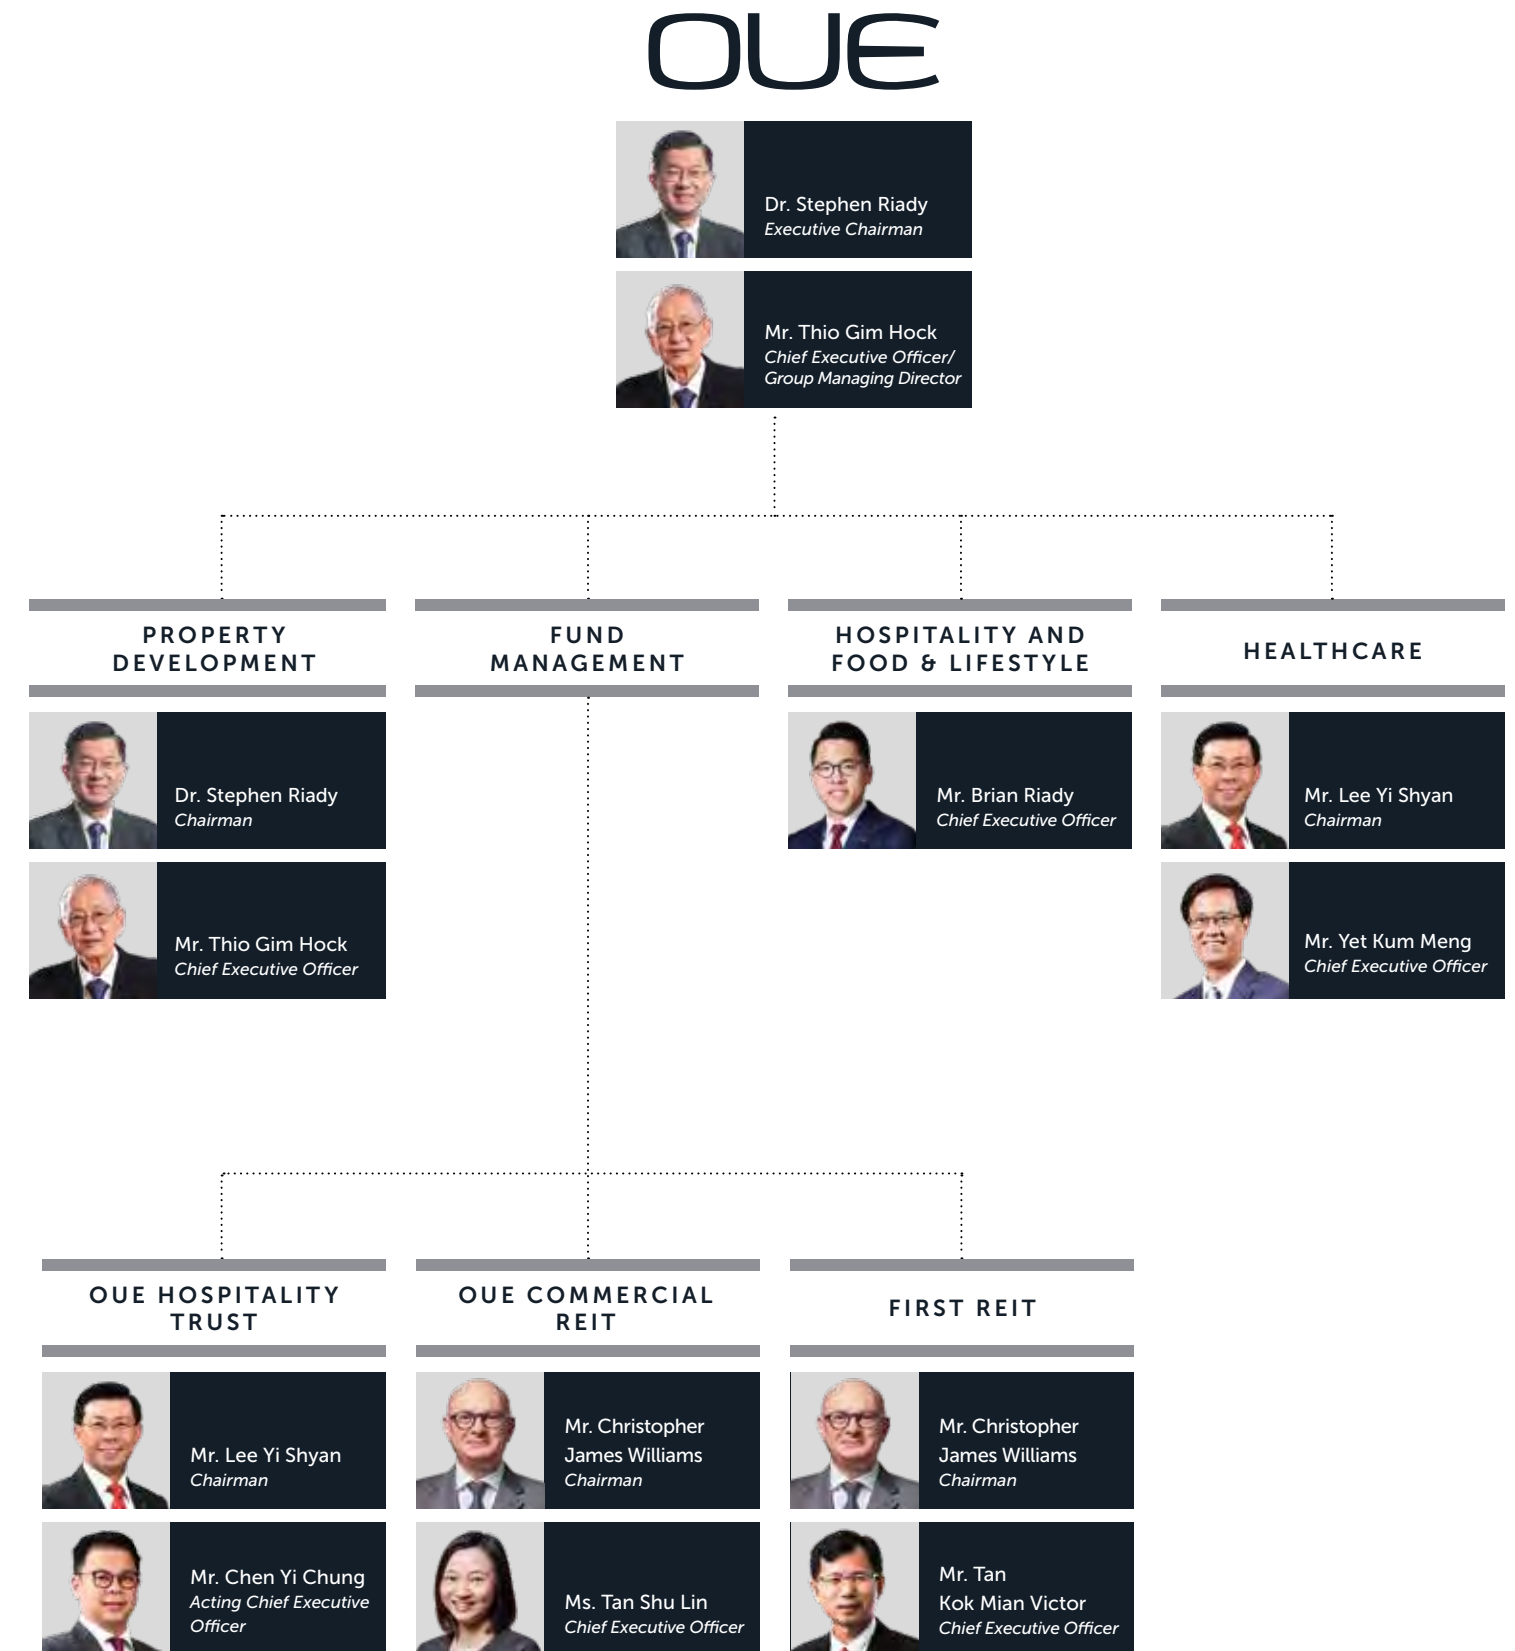 OUE
Dr. Stephen Riady
Executive Chairman
Mr. Thio Gim Hock
Chief Executive Officer/
Group Managing Director
PROPERTY
DEVELOPMENT
Dr. Stephen Riady
Chairman
Mr. Thio Gim Hock
Chief Executive Officer
FUND
MANAGEMENT
HOSPITALITY AND
FOOD & LIFESTYLE
Mr. Brian Riady
Chief Executive Officer
HEALTHCARE
Mr. Lee Yi Shyan
Chairman
Mr. Yet Kum Meng
Chief Executive Officer
OUE HOSPITALITY
TRUST
Mr. Lee Yi Shyan
Chairman
Mr. Chen Yi Chung
Acting Chief Executive
Officer
OUE COMMERCIAL
REIT
Mr. Christopher
James Williams
Chairman
Ms. Tan Shu Lin
Chief Executive Officer
FIRST REIT
Mr. Christopher
James Williams
Chairman
Mr. Tan
Kok Mian Victor
Chief Executive Officer